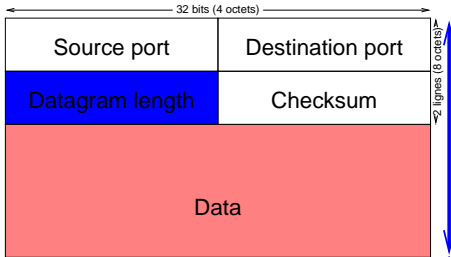 32 bits (4 octets)
Source port
Destination port
Datagram length
Checksum
2 lignes (8 octets)
Data